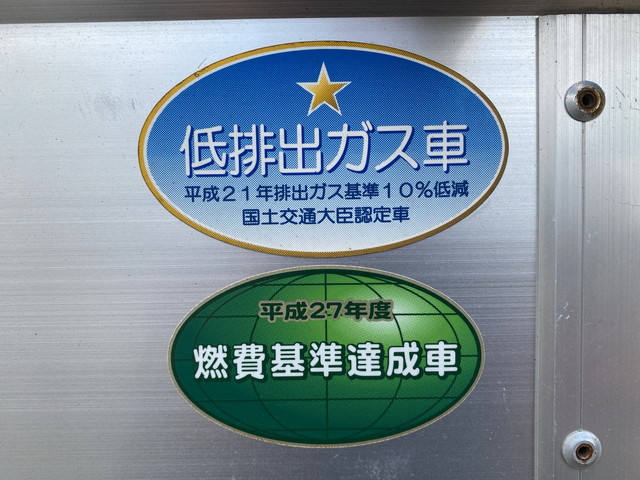 低排出ガス車
平成21年排出ガス基準10%低減
国土交通大臣認定車
平成27年度
燃費基準達成車